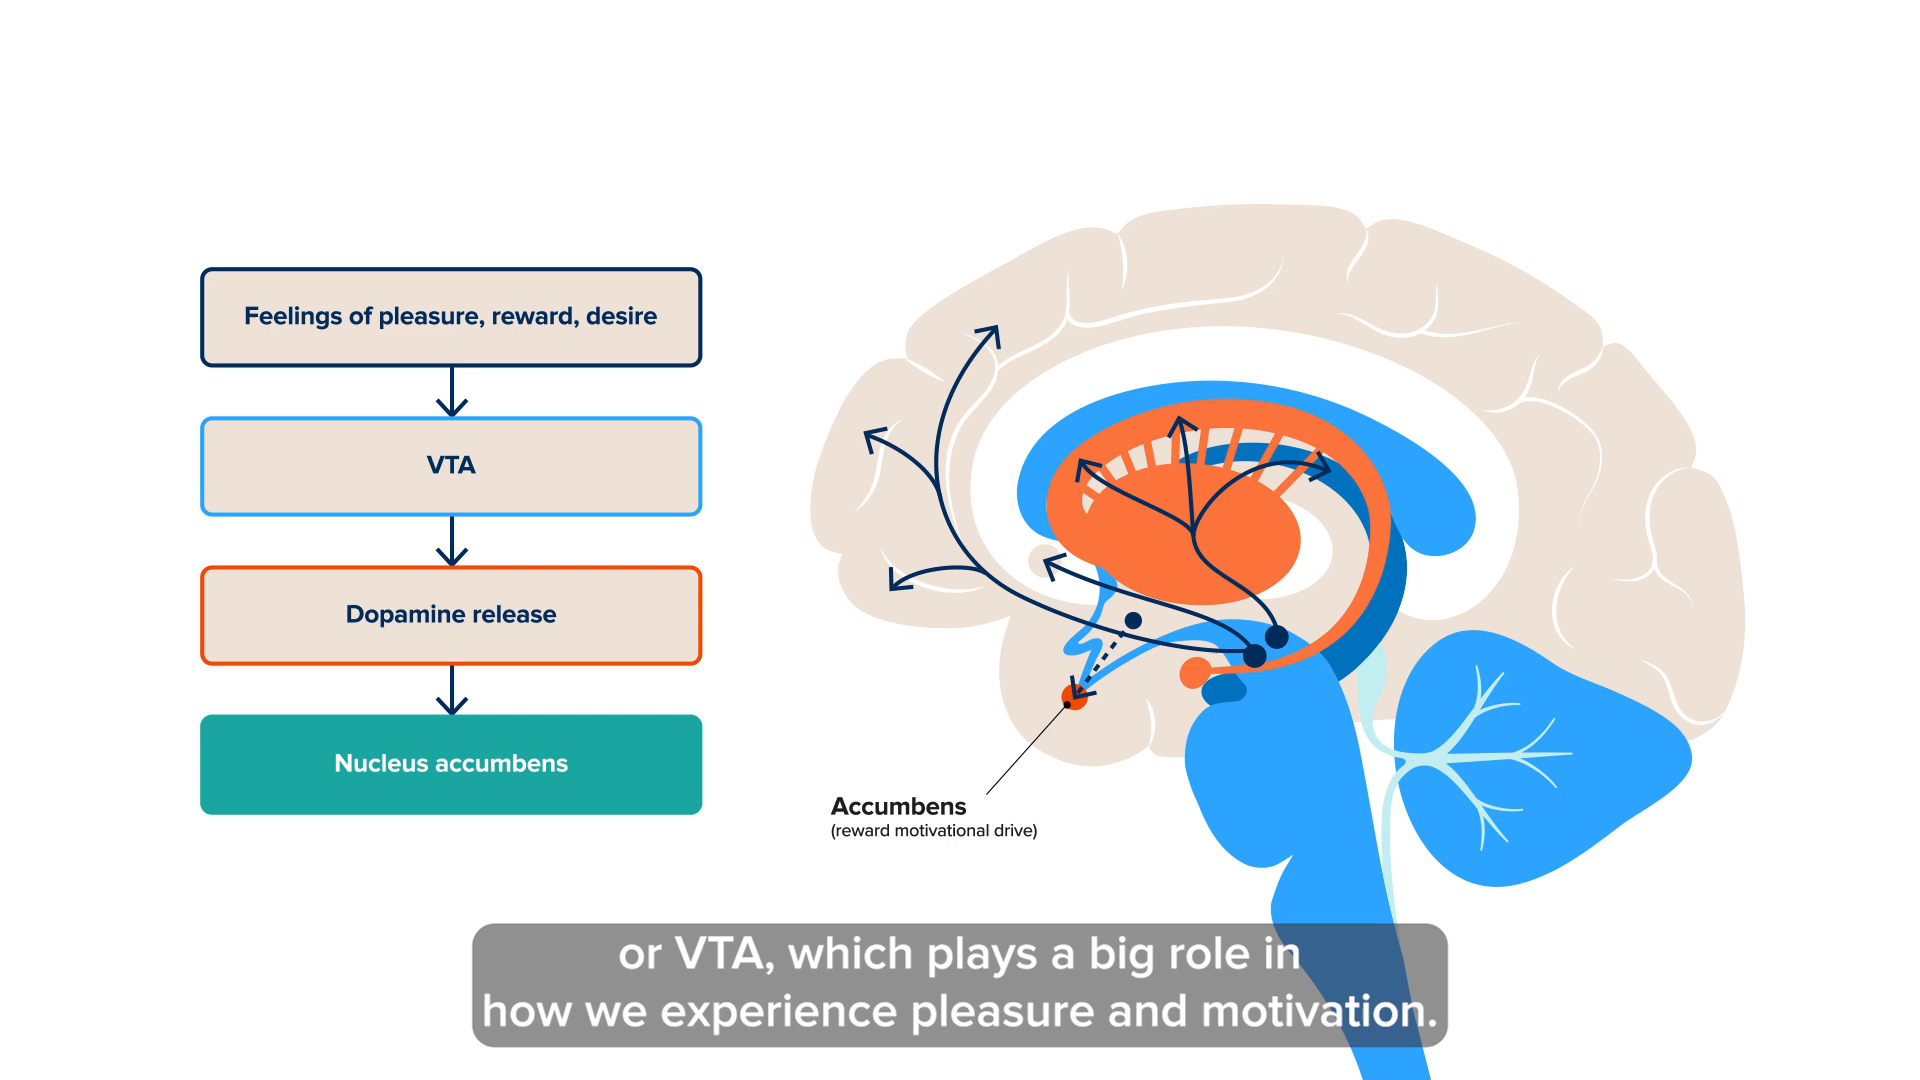 Feelings of pleasure, reward, desire
VTA
Dopamine release
Nucleus accumbens
Accumbens
(reward motivational drive)
or VTA, which plays a big role in
how we experience pleasure and motivation.